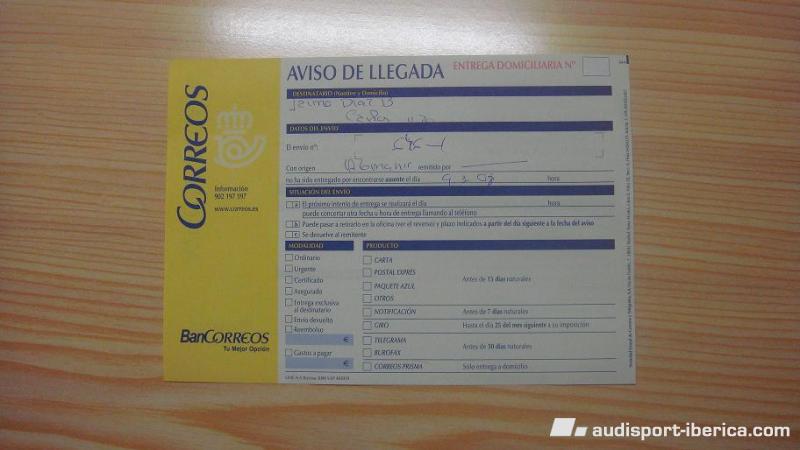 CORREOS
Información
902 197 197
www.correos.es
BanCORREOS
Tu Mejor Opción
AVISO DE LLEGADA ENTREGA DOMICILIARIA Nº
DESTINATARIO (Nombre y Domicilio)
Jaime Diaz
DATOS DEL ENVÍO
El envío nº:
Con origen remitido por
no ha sido entregado por encontrarse ausente el día 9.3.07 hora
SITUACIÓN DEL ENVÍO
a El próximo intento de entrega se realizará el día hora
puede concertar otra fecha u hora de entrega llamando al teléfono
b Puede pasar a retirarlo en la oficina (ver el reverso) y plazo indicados a partir del día siguiente a la fecha del aviso
c Se devuelve al remitente
MODALIDAD
Ordinario
Urgente
Certificado
Asegurado
Entrega exclusiva
al destinatario
Envío devuelto
Reembolso
€
Gastos a pagar
€
PRODUCTO
CARTA
POSTAL EXPRÉS
PAQUETE AZUL
OTROS
Antes de 15 días naturales
NOTIFICACIÓN Antes de 7 días naturales
GIRO Hasta el día 25 del mes siguiente a su imposición
TELEGRAMA
BUROFAX
Antes de 30 días naturales
CORREOS PRISMA Sólo entrega a domicilio
audisport-iberica.com